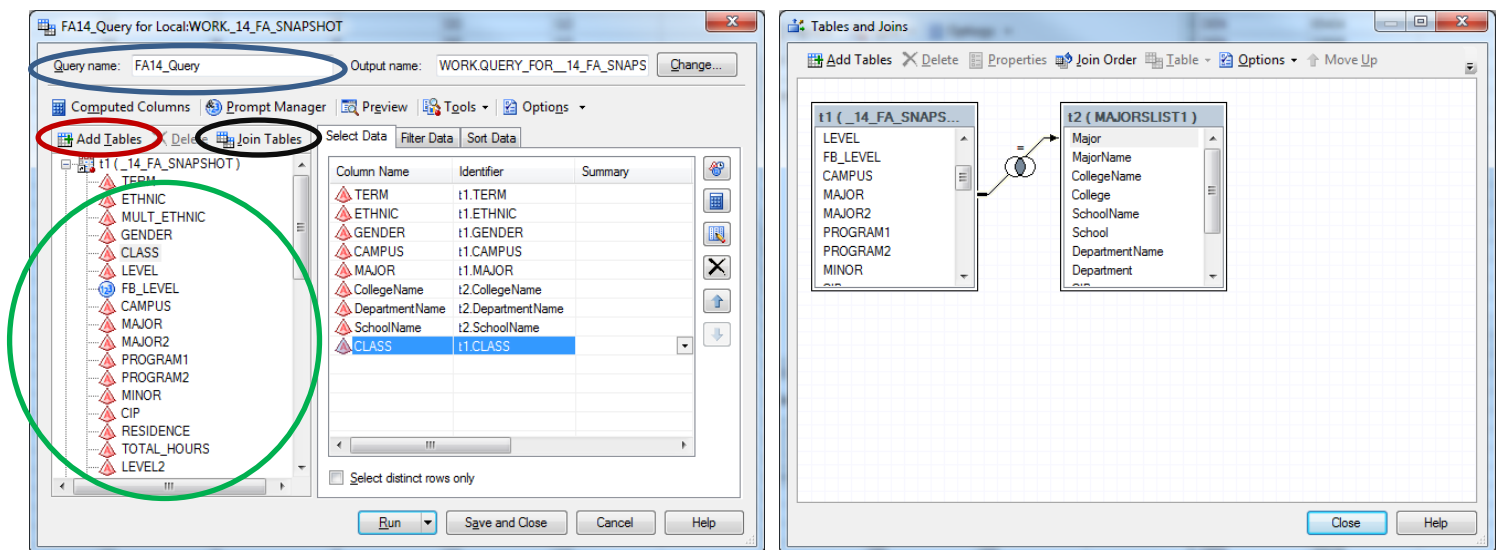 FA14_Query for Local:WORK._14_FA_SNAPSHOT
Query name: FA14_Query Output name: WORK.QUERY_FOR__14_FA_SNAPS Change...
Computed Columns Prompt Manager Preview Tools Options
Add Tables Delete Join Tables
Select Data Filter Data Sort Data
t1 (_14_FA_SNAPSHOT)
TERM
ETHNIC
MULT_ETHNIC
GENDER
CLASS
LEVEL
FB_LEVEL
CAMPUS
MAJOR
MAJOR2
PROGRAM1
PROGRAM2
MINOR
CIP
RESIDENCE
TOTAL_HOURS
LEVEL2
Column Name Identifier Summary
TERM t1.TERM
ETHNIC t1.ETHNIC
GENDER t1.GENDER
CAMPUS t1.CAMPUS
MAJOR t1.MAJOR
CollegeName t2.CollegeName
DepartmentName t2.DepartmentName
SchoolName t2.SchoolName
CLASS t1.CLASS
Select distinct rows only
Run Save and Close Cancel Help
Tables and Joins
Add Tables Delete Properties Join Order Table Options Move Up
t1 (_14_FA_SNAPS...
LEVEL
FB_LEVEL
CAMPUS
MAJOR
MAJOR2
PROGRAM1
PROGRAM2
MINOR
=
t2 ( MAJORSLIST1 )
Major
MajorName
CollegeName
College
SchoolName
School
DepartmentName
Department
Close Help